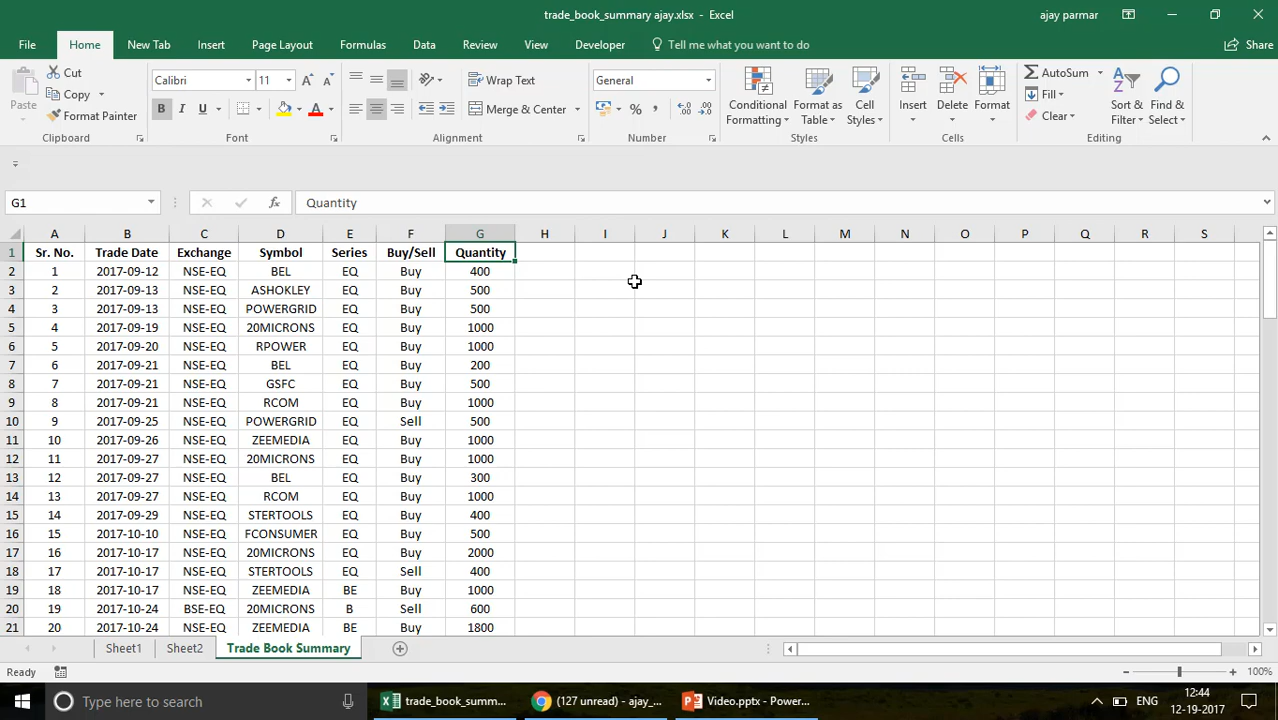 trade_book_summary ajay.xlsx - Excel
ajay parmar
File Home New Tab Insert Page Layout Formulas Data Review View Developer Tell me what you want to do Share
Paste
Cut
Copy
Format Painter
Clipboard
Calibri 11
B I U
Font
Wrap Text
Merge & Center
Alignment
General
Number
Conditional Formatting
Format as Table
Cell Styles
Styles
Insert Delete Format
Cells
AutoSum
Fill
Clear
Sort & Filter
Find & Select
Editing
G1 fx Quantity
A B C D E F G H I J K L M N O P Q R S
1 Sr. No. Trade Date Exchange Symbol Series Buy/Sell Quantity
2 1 2017-09-12 NSE-EQ BEL EQ Buy 400
3 2 2017-09-13 NSE-EQ ASHOKLEY EQ Buy 500
4 3 2017-09-13 NSE-EQ POWERGRID EQ Buy 500
5 4 2017-09-19 NSE-EQ 20MICRONS EQ Buy 1000
6 5 2017-09-20 NSE-EQ RPOWER EQ Buy 1000
7 6 2017-09-21 NSE-EQ BEL EQ Buy 200
8 7 2017-09-21 NSE-EQ GSFC EQ Buy 500
9 8 2017-09-21 NSE-EQ RCOM EQ Buy 1000
10 9 2017-09-25 NSE-EQ POWERGRID EQ Sell 500
11 10 2017-09-26 NSE-EQ ZEEMEDIA EQ Buy 1000
12 11 2017-09-27 NSE-EQ 20MICRONS EQ Buy 1000
13 12 2017-09-27 NSE-EQ BEL EQ Buy 300
14 13 2017-09-27 NSE-EQ RCOM EQ Buy 1000
15 14 2017-09-29 NSE-EQ STERTOOLS EQ Buy 400
16 15 2017-10-10 NSE-EQ FCONSUMER EQ Buy 500
17 16 2017-10-17 NSE-EQ 20MICRONS EQ Buy 2000
18 17 2017-10-17 NSE-EQ STERTOOLS EQ Sell 400
19 18 2017-10-17 NSE-EQ ZEEMEDIA BE Buy 1000
20 19 2017-10-24 BSE-EQ 20MICRONS B Sell 600
21 20 2017-10-24 NSE-EQ ZEEMEDIA BE Buy 1800
Sheet1 Sheet2 Trade Book Summary
Ready 100%
Type here to search
trade_book_summ...
(127 unread) - ajay_...
Video.pptx - Power...
ENG
12:44
12-19-2017